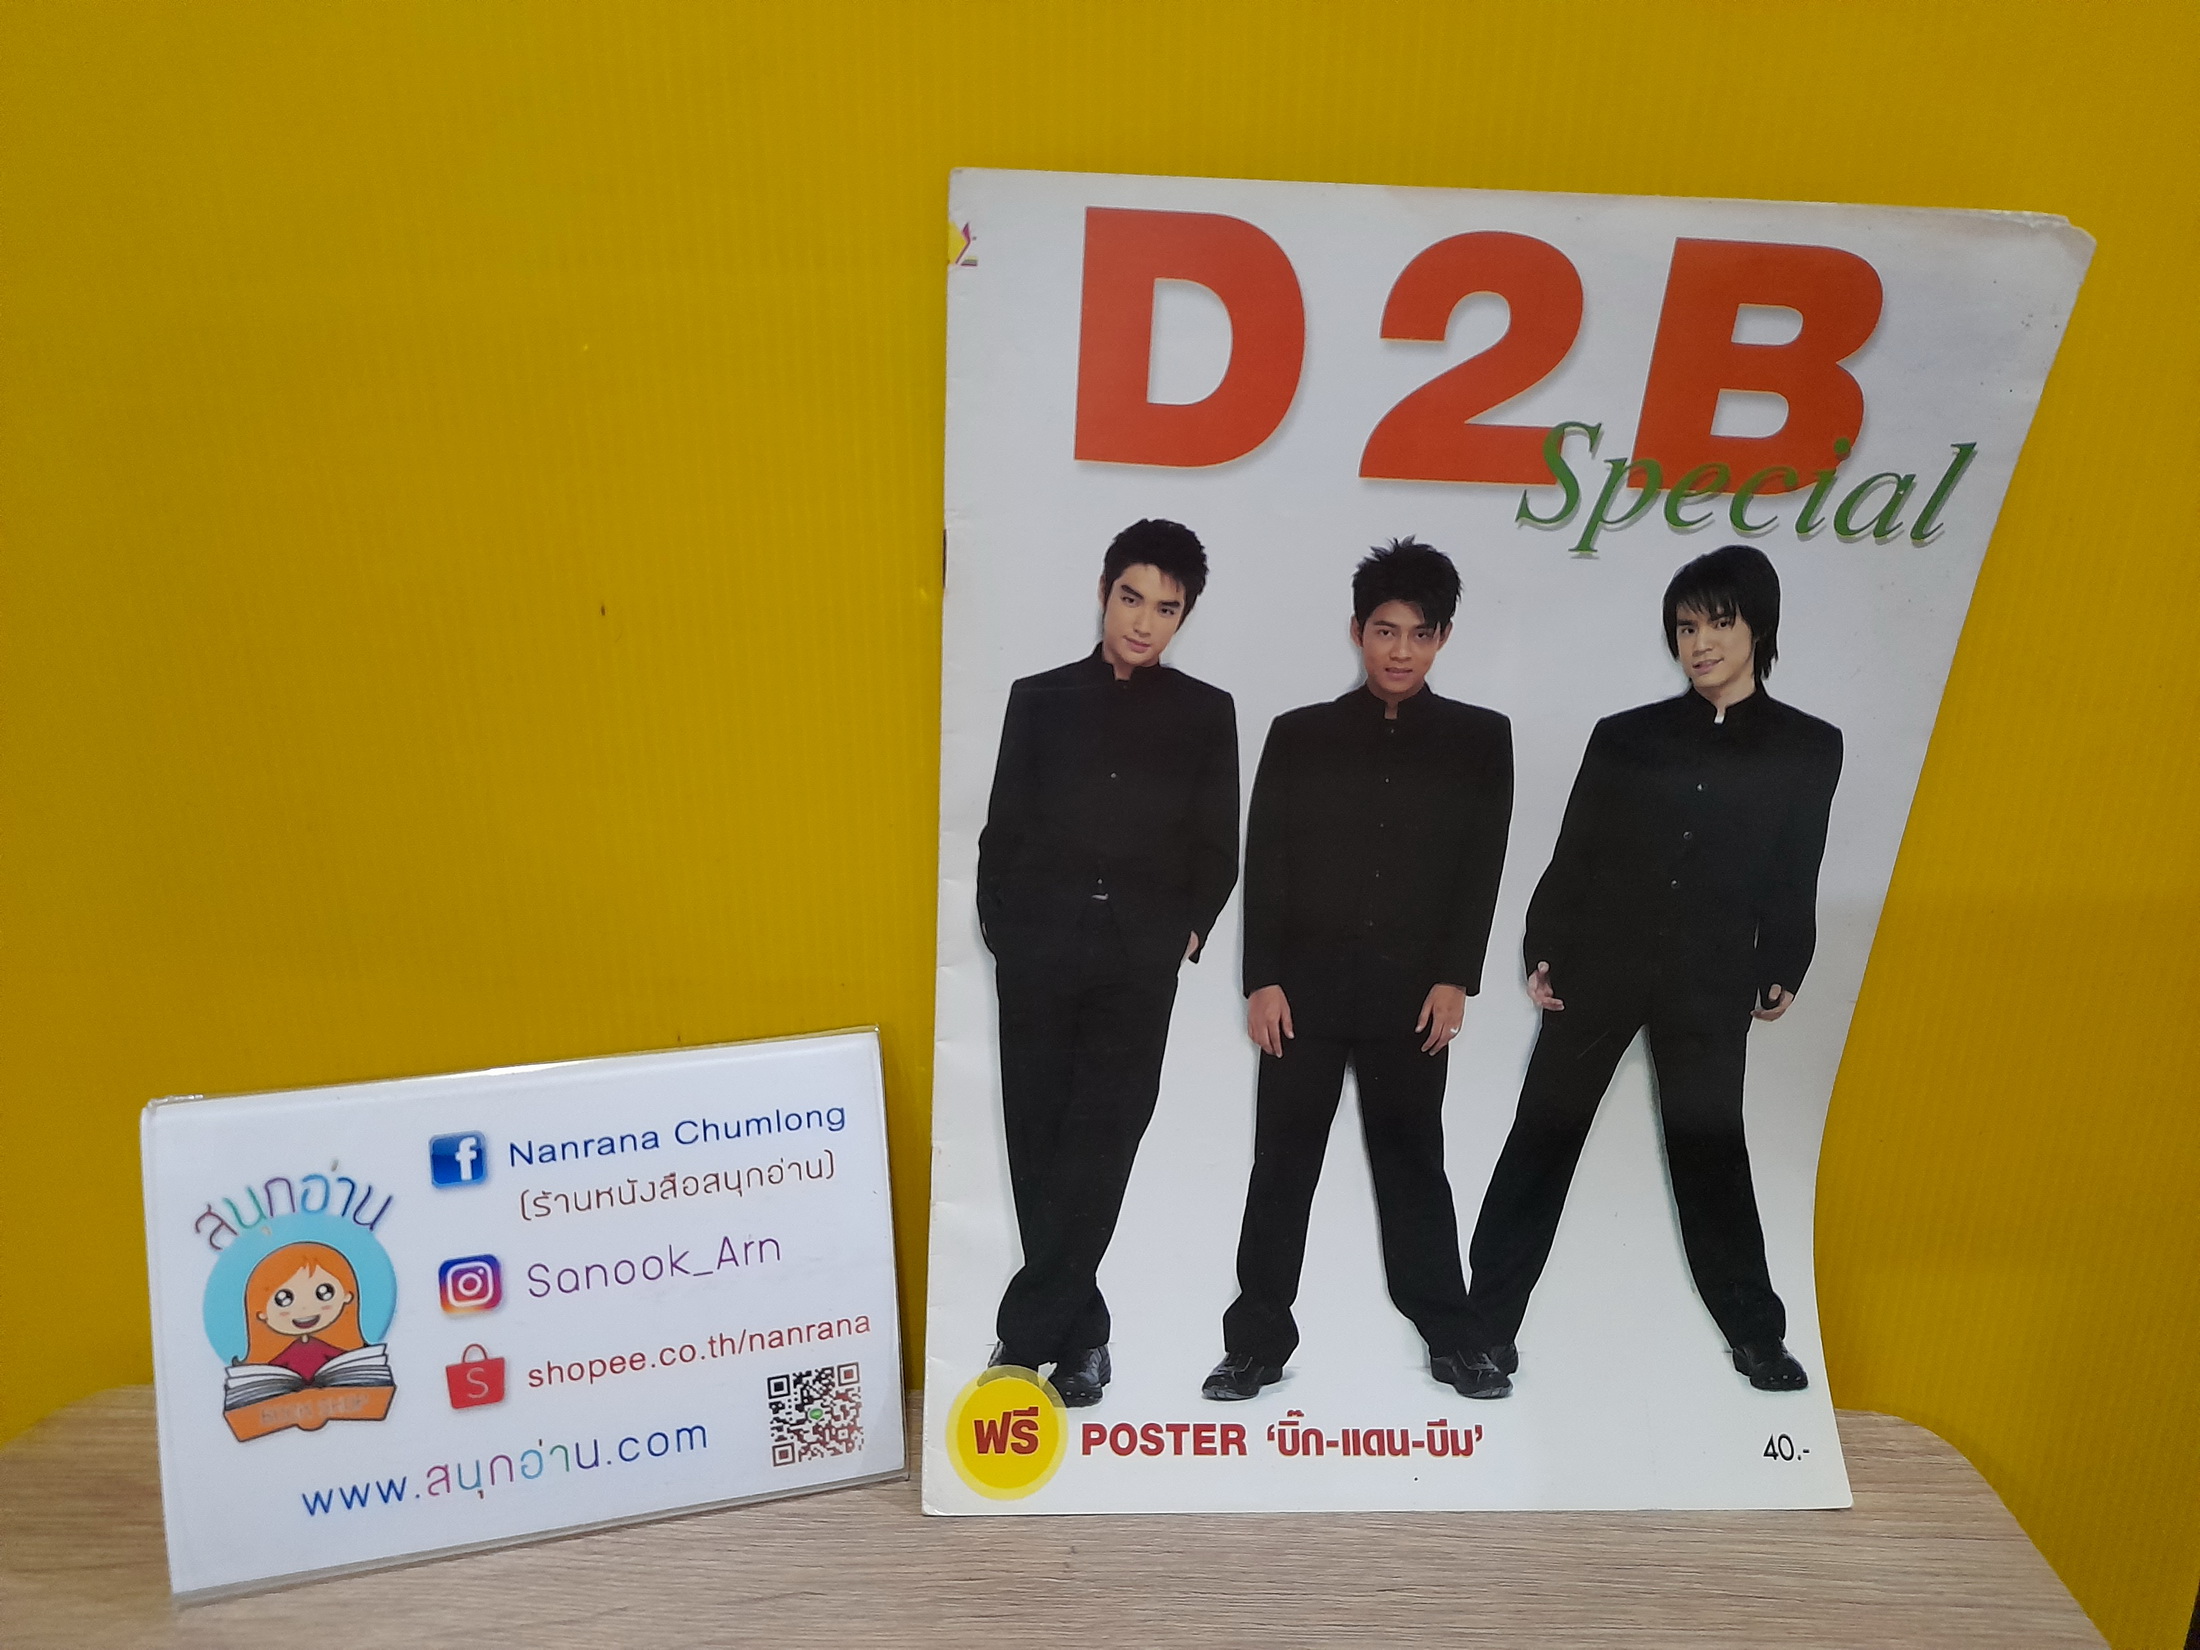 D2B
Special
ฟรี POSTER ‘บิ๊ก-แดน-บีม’
40.-
สนุกอ่าน
BOOK SHOP
Nanrana Chumlong
(ร้านหนังสือสนุกอ่าน)
Sanook_Arn
S
shopee.co.th/nanrana
www.สนุกอ่าน.com